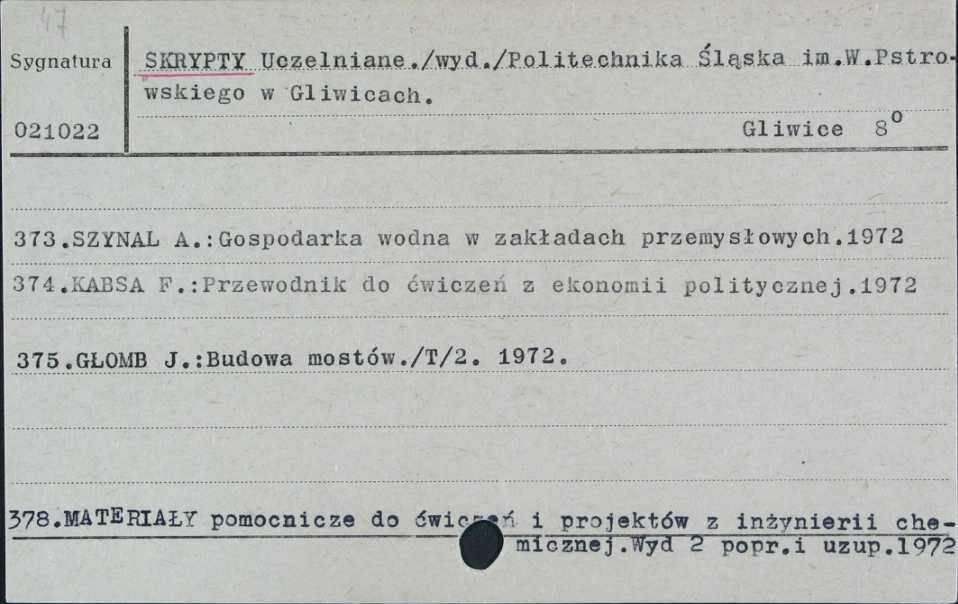 47
Sygnatura
SKRYPTY Uczelniane./wyd./Politechnika Śląska im.W.Pstro-
wskiego w Gliwicach.
021022
Gliwice 8°
373.SZYNAL A.:Gospodarka wodna w zakładach przemysłowych.1972
374.KABSA F.:Przewodnik do ćwiczeń z ekonomii politycznej.1972
375.GŁOMB J.:Budowa mostów./T/2. 1972.
378.MATERIAŁY pomocnicze do ćwiczeń i projektów z inżynierii che-
micznej.Wyd 2 popr.i uzup.1972